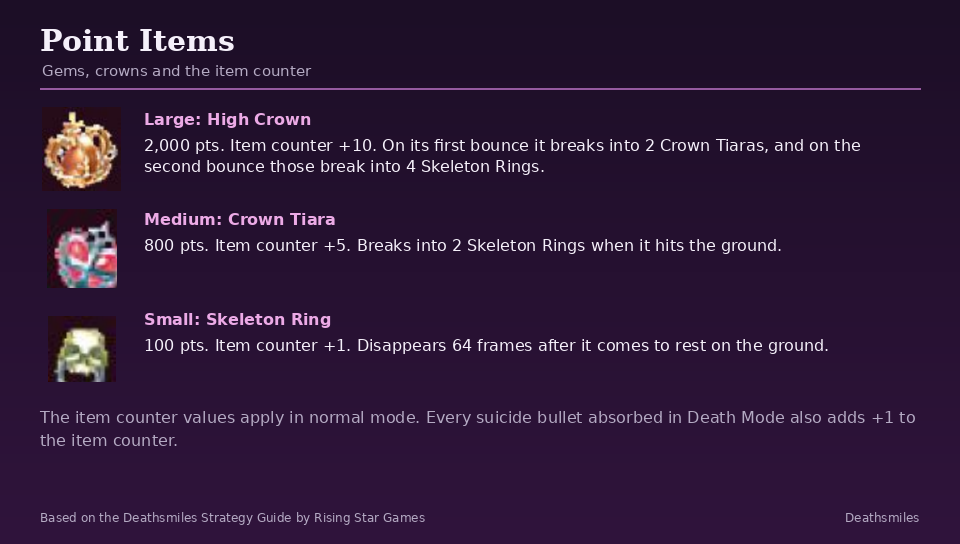 Point Items
Gems, crowns and the item counter
Large: High Crown
2,000 pts. Item counter +10. On its first bounce it breaks into 2 Crown Tiaras, and on the
second bounce those break into 4 Skeleton Rings.
Medium: Crown Tiara
800 pts. Item counter +5. Breaks into 2 Skeleton Rings when it hits the ground.
Small: Skeleton Ring
100 pts. Item counter +1. Disappears 64 frames after it comes to rest on the ground.
The item counter values apply in normal mode. Every suicide bullet absorbed in Death Mode also adds +1 to
the item counter.
Based on the Deathsmiles Strategy Guide by Rising Star Games
Deathsmiles